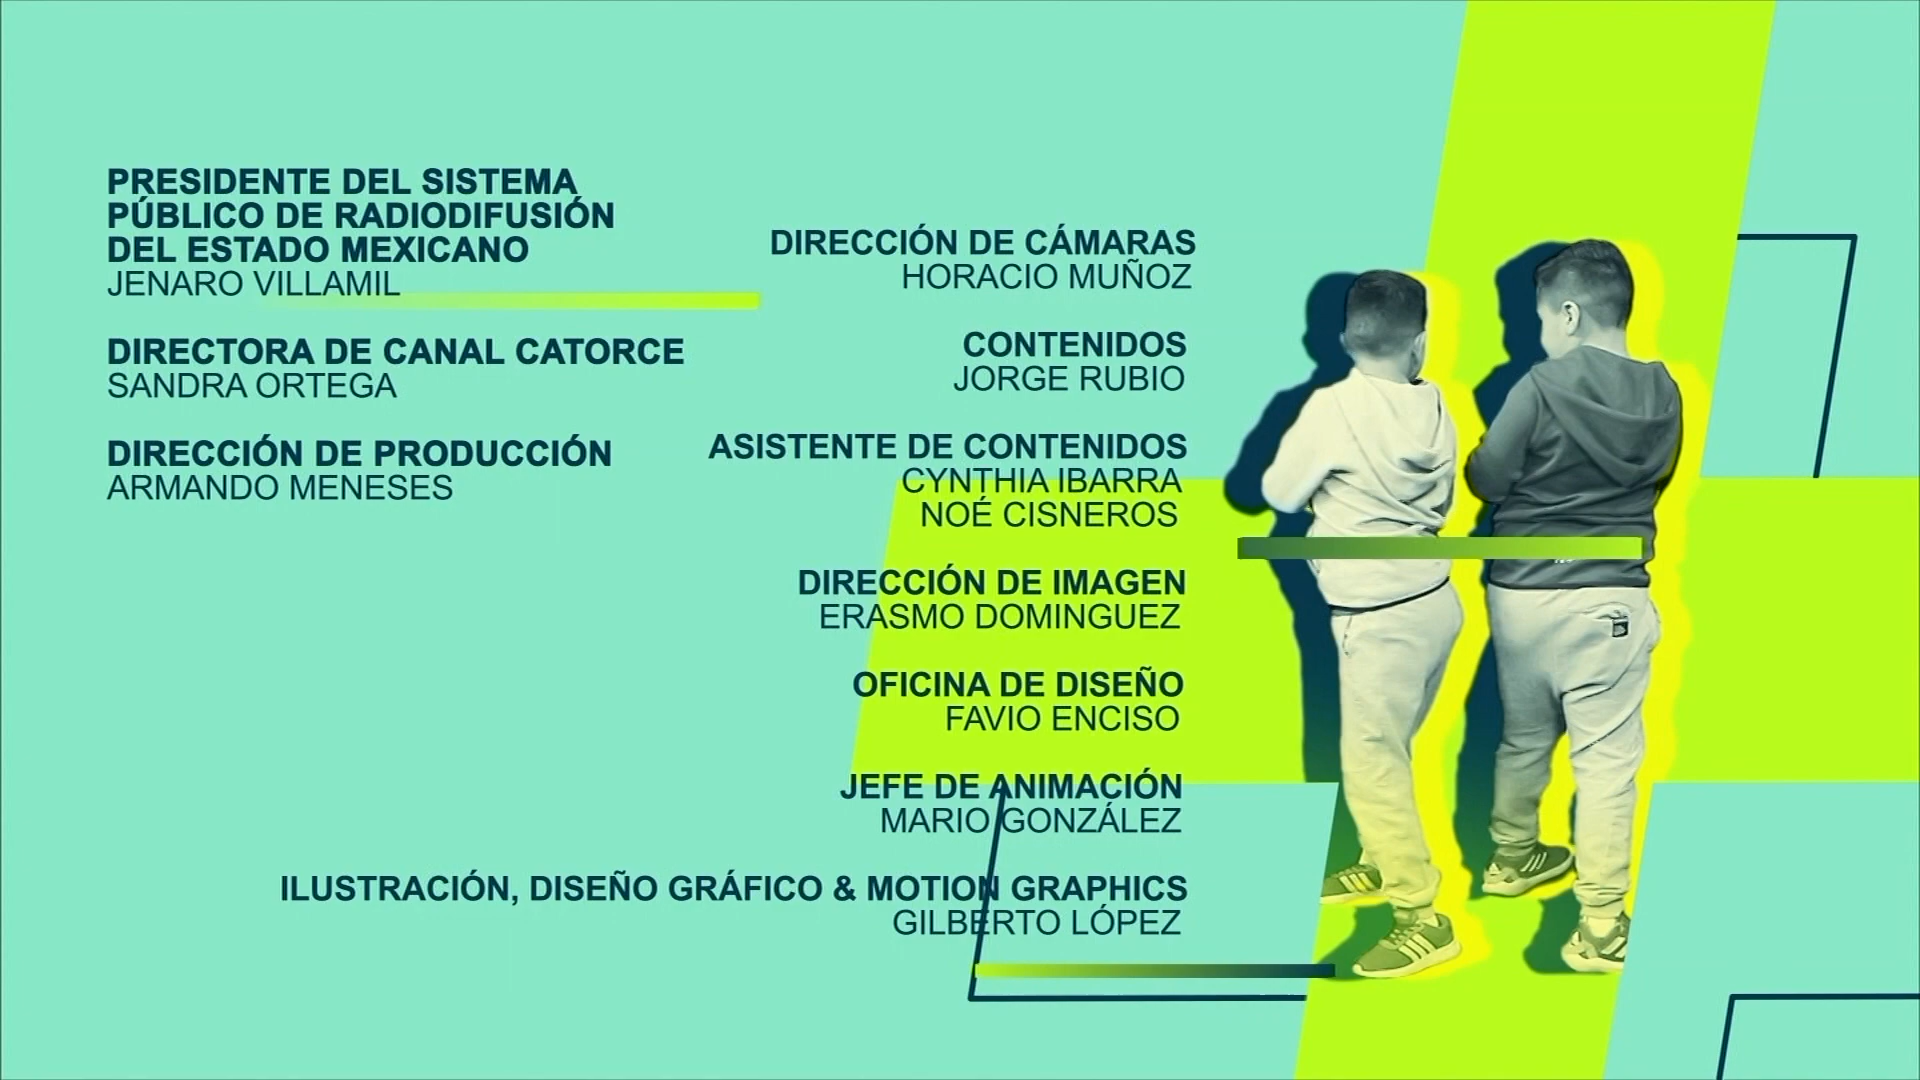 PRESIDENTE DEL SISTEMA
PÚBLICO DE RADIODIFUSIÓN
DEL ESTADO MEXICANO
JENARO VILLAMIL
DIRECTORA DE CANAL CATORCE
SANDRA ORTEGA
DIRECCIÓN DE PRODUCCIÓN
ARMANDO MENESES
DIRECCIÓN DE CÁMARAS
HORACIO MUÑOZ
CONTENIDOS
JORGE RUBIO
ASISTENTE DE CONTENIDOS
CYNTHIA IBARRA
NOÉ CISNEROS
DIRECCIÓN DE IMAGEN
ERASMO DOMINGUEZ
OFICINA DE DISEÑO
FAVIO ENCISO
JEFE DE ANIMACIÓN
MARIO GONZÁLEZ
ILUSTRACIÓN, DISEÑO GRÁFICO & MOTION GRAPHICS
GILBERTO LÓPEZ